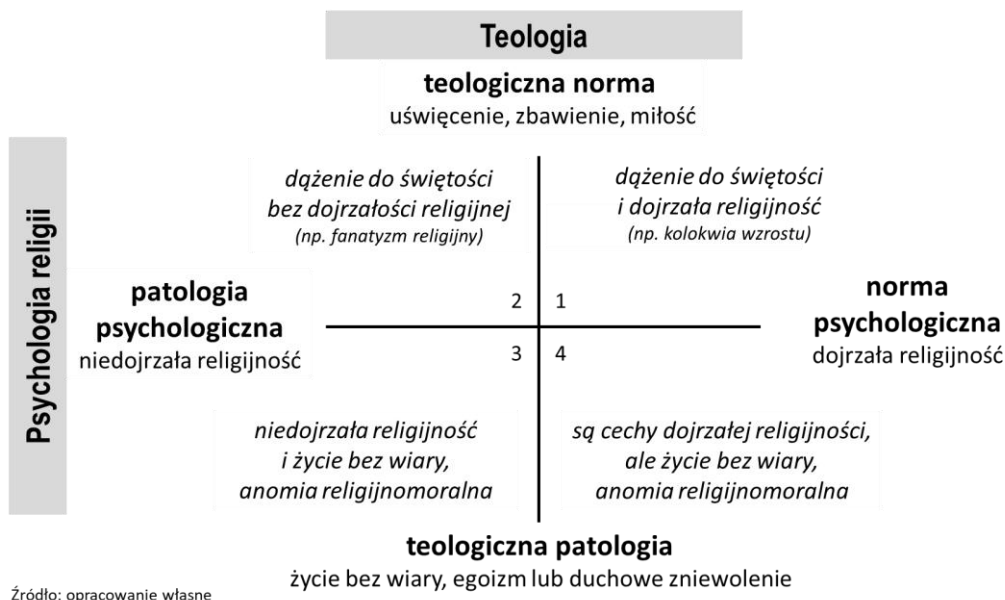 Teologia
teologiczna norma
uświęcenie, zbawienie, miłość
Psychologia religii
dążenie do świętości
bez dojrzałości religijnej
(np. fanatyzm religijny)
dążenie do świętości
i dojrzała religijność
(np. kolokwia wzrostu)
patologia
psychologiczna
niedojrzała religijność
2
1
norma
psychologiczna
dojrzała religijność
3
4
niedojrzała religijność
i życie bez wiary,
anomia religijnomoralna
są cechy dojrzałej religijności,
ale życie bez wiary,
anomia religijnomoralna
teologiczna patologia
życie bez wiary, egoizm lub duchowe zniewolenie
Źródło: opracowanie własne